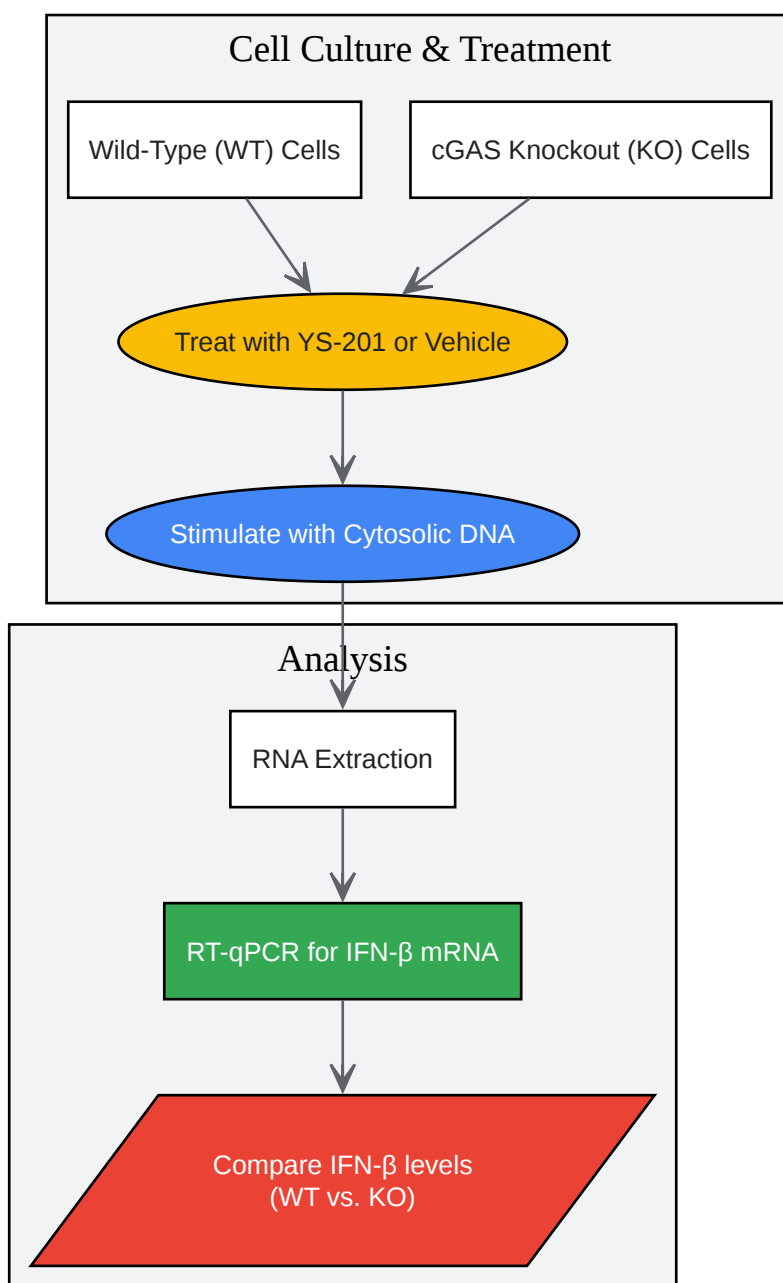 Cell Culture & Treatment
Wild-Type (WT) Cells
cGAS Knockout (KO) Cells
Treat with YS-201 or Vehicle
Stimulate with Cytosolic DNA
Analysis
RNA Extraction
RT-qPCR for IFN-β mRNA
Compare IFN-β levels
(WT vs. KO)